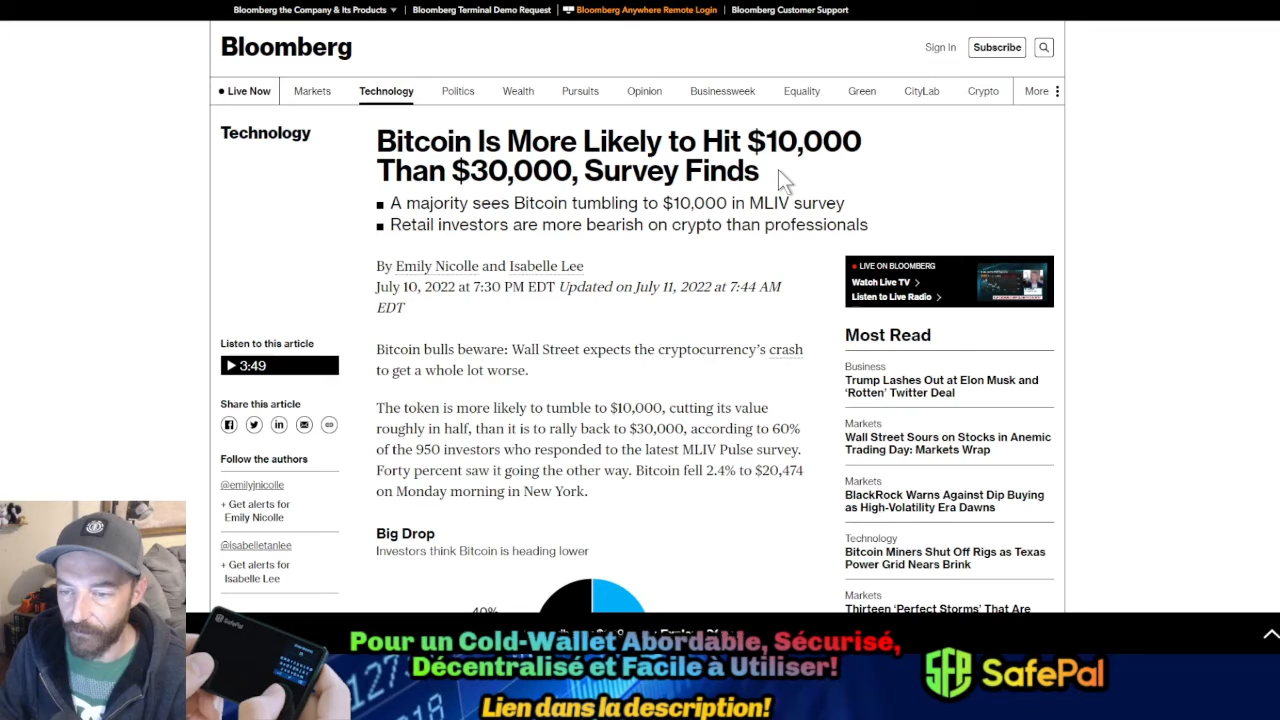 Bloomberg the Company & Its Products ▾ | Bloomberg Terminal Demo Request | Bloomberg Anywhere Remote Login | Bloomberg Customer Support
Bloomberg
Sign In Subscribe
Live Now Markets Technology Politics Wealth Pursuits Opinion Businessweek Equality Green CityLab Crypto More
Technology
Bitcoin Is More Likely to Hit $10,000
Than $30,000, Survey Finds
■ A majority sees Bitcoin tumbling to $10,000 in MLIV survey
■ Retail investors are more bearish on crypto than professionals
By Emily Nicolle and Isabelle Lee
July 10, 2022 at 7:30 PM EDT Updated on July 11, 2022 at 7:44 AM
EDT
Listen to this article
3:49
Share this article
Follow the authors
@emilyjnicolle
+ Get alerts for
Emily Nicolle
@isabelletanlee
+ Get alerts for
Isabelle Lee
Bitcoin bulls beware: Wall Street expects the cryptocurrency’s crash
to get a whole lot worse.
The token is more likely to tumble to $10,000, cutting its value
roughly in half, than it is to rally back to $30,000, according to 60%
of the 950 investors who responded to the latest MLIV Pulse survey.
Forty percent saw it going the other way. Bitcoin fell 2.4% to $20,474
on Monday morning in New York.
Big Drop
Investors think Bitcoin is heading lower
40%
LIVE ON BLOOMBERG
Watch Live TV >
Listen to Live Radio >
Most Read
Business
Trump Lashes Out at Elon Musk and
‘Rotten’ Twitter Deal
Markets
Wall Street Sours on Stocks in Anemic
Trading Day: Markets Wrap
Markets
BlackRock Warns Against Dip Buying
as High-Volatility Era Dawns
Technology
Bitcoin Miners Shut Off Rigs as Texas
Power Grid Nears Brink
Markets
Thirteen ‘Perfect Storms’ That Are
SafePal
Pour un Cold-Wallet Abordable, Sécurisé,
Décentralisé et Facile à Utiliser!
Lien dans la description!
SFP SafePal